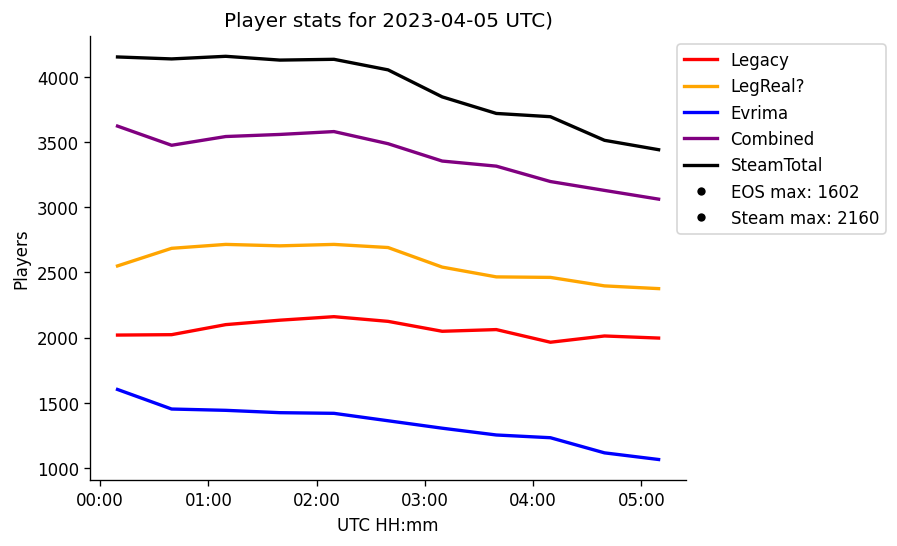 Player stats for 2023-04-05 UTC)
Legacy
LegReal?
Evrima
Combined
SteamTotal
EOS max: 1602
Steam max: 2160
Players
4000
3500
3000
2500
2000
1500
1000
00:00 01:00 02:00 03:00 04:00 05:00
UTC HH:mm